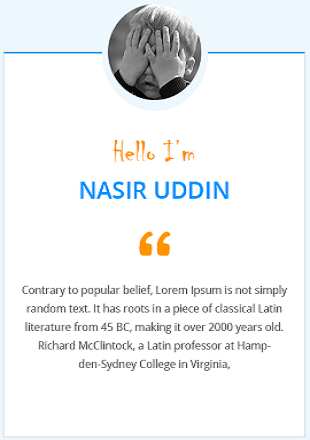 Hello I'm
NASIR UDDIN
“
Contrary to popular belief, Lorem Ipsum is not simply
random text. It has roots in a piece of classical Latin
literature from 45 BC, making it over 2000 years old.
Richard McClintock, a Latin professor at Hamp-
den-Sydney College in Virginia,